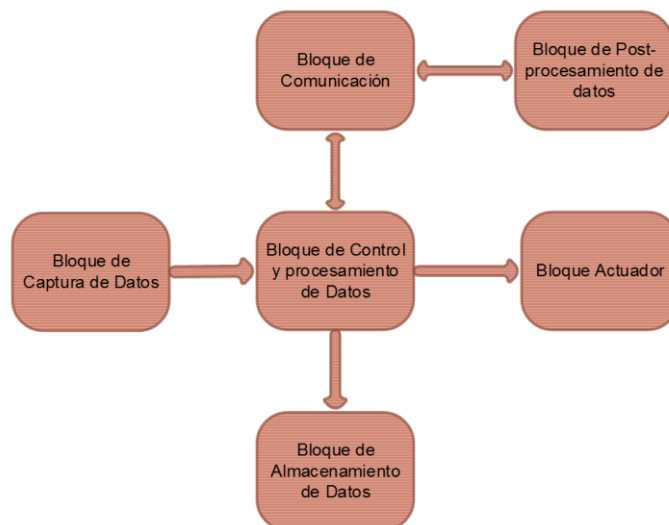 Bloque de
Comunicación
Bloque de Post-
procesamiento de
datos
Bloque de
Captura de Datos
Bloque de Control
y procesamiento
de Datos
Bloque Actuador
Bloque de
Almacenamiento
de Datos